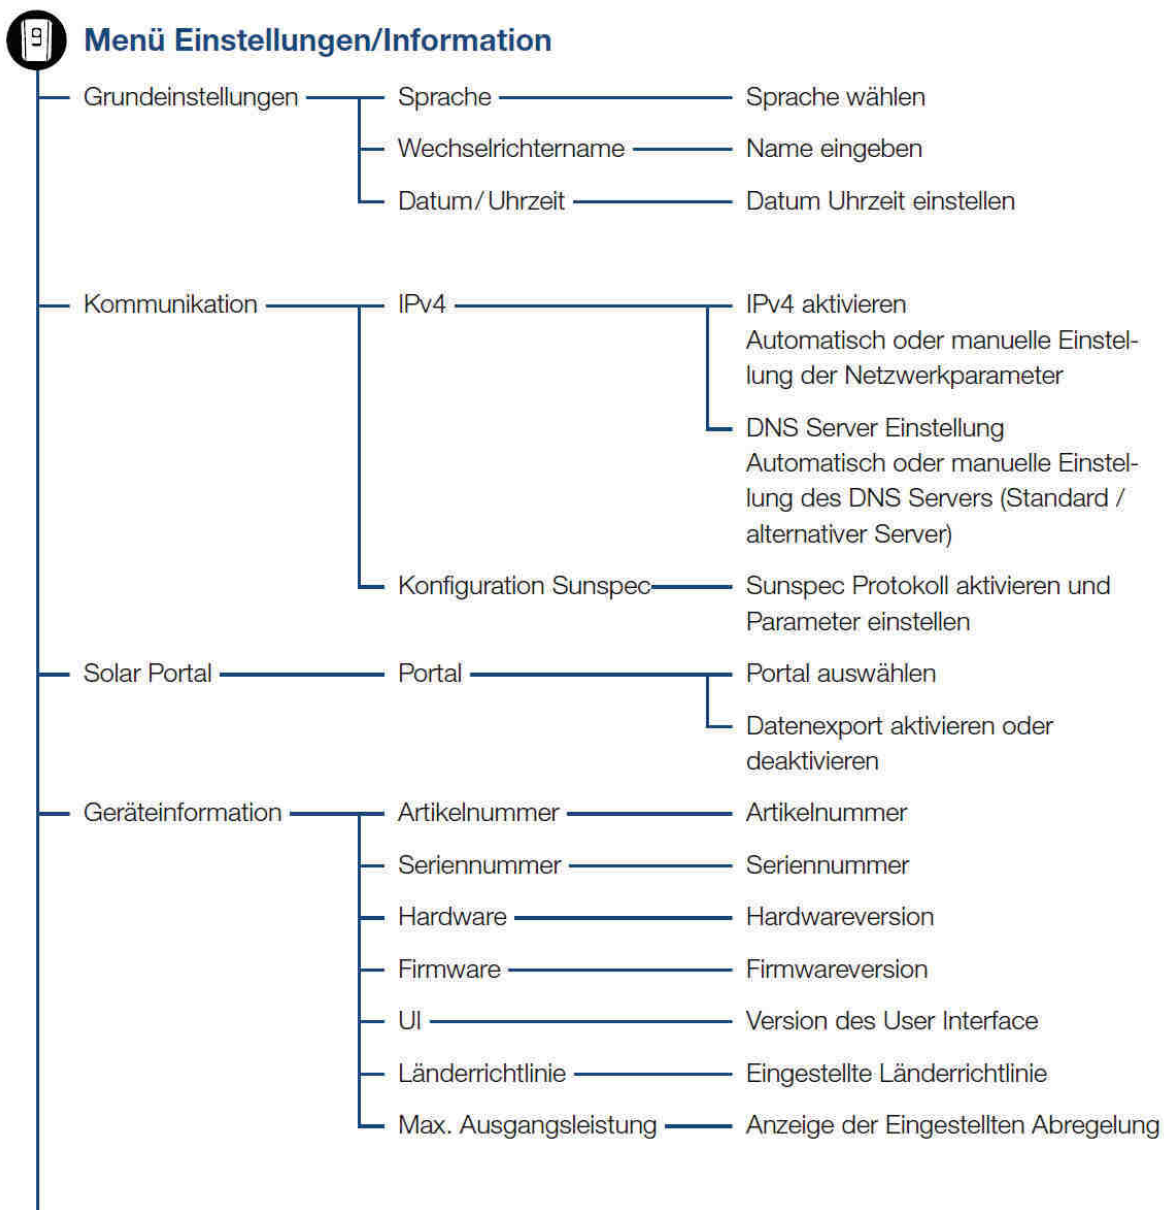 9
Menü Einstellungen/Information
Grundeinstellungen Sprache Sprache wählen
Wechselrichtername Name eingeben
Datum/Uhrzeit Datum Uhrzeit einstellen
Kommunikation IPv4 IPv4 aktivieren
Automatisch oder manuelle Einstel-
lung der Netzwerkparameter
DNS Server Einstellung
Automatisch oder manuelle Einstel-
lung des DNS Servers (Standard /
alternativer Server)
Konfiguration Sunspec Sunspec Protokoll aktivieren und
Parameter einstellen
Solar Portal Portal Portal auswählen
Datenexport aktivieren oder
deaktivieren
Geräteinformation Artikelnummer Artikelnummer
Seriennummer Seriennummer
Hardware Hardwareversion
Firmware Firmwareversion
UI Version des User Interface
Länderrichtlinie Eingestellte Länderrichtlinie
Max. Ausgangsleistung Anzeige der Eingestellten Abregelung